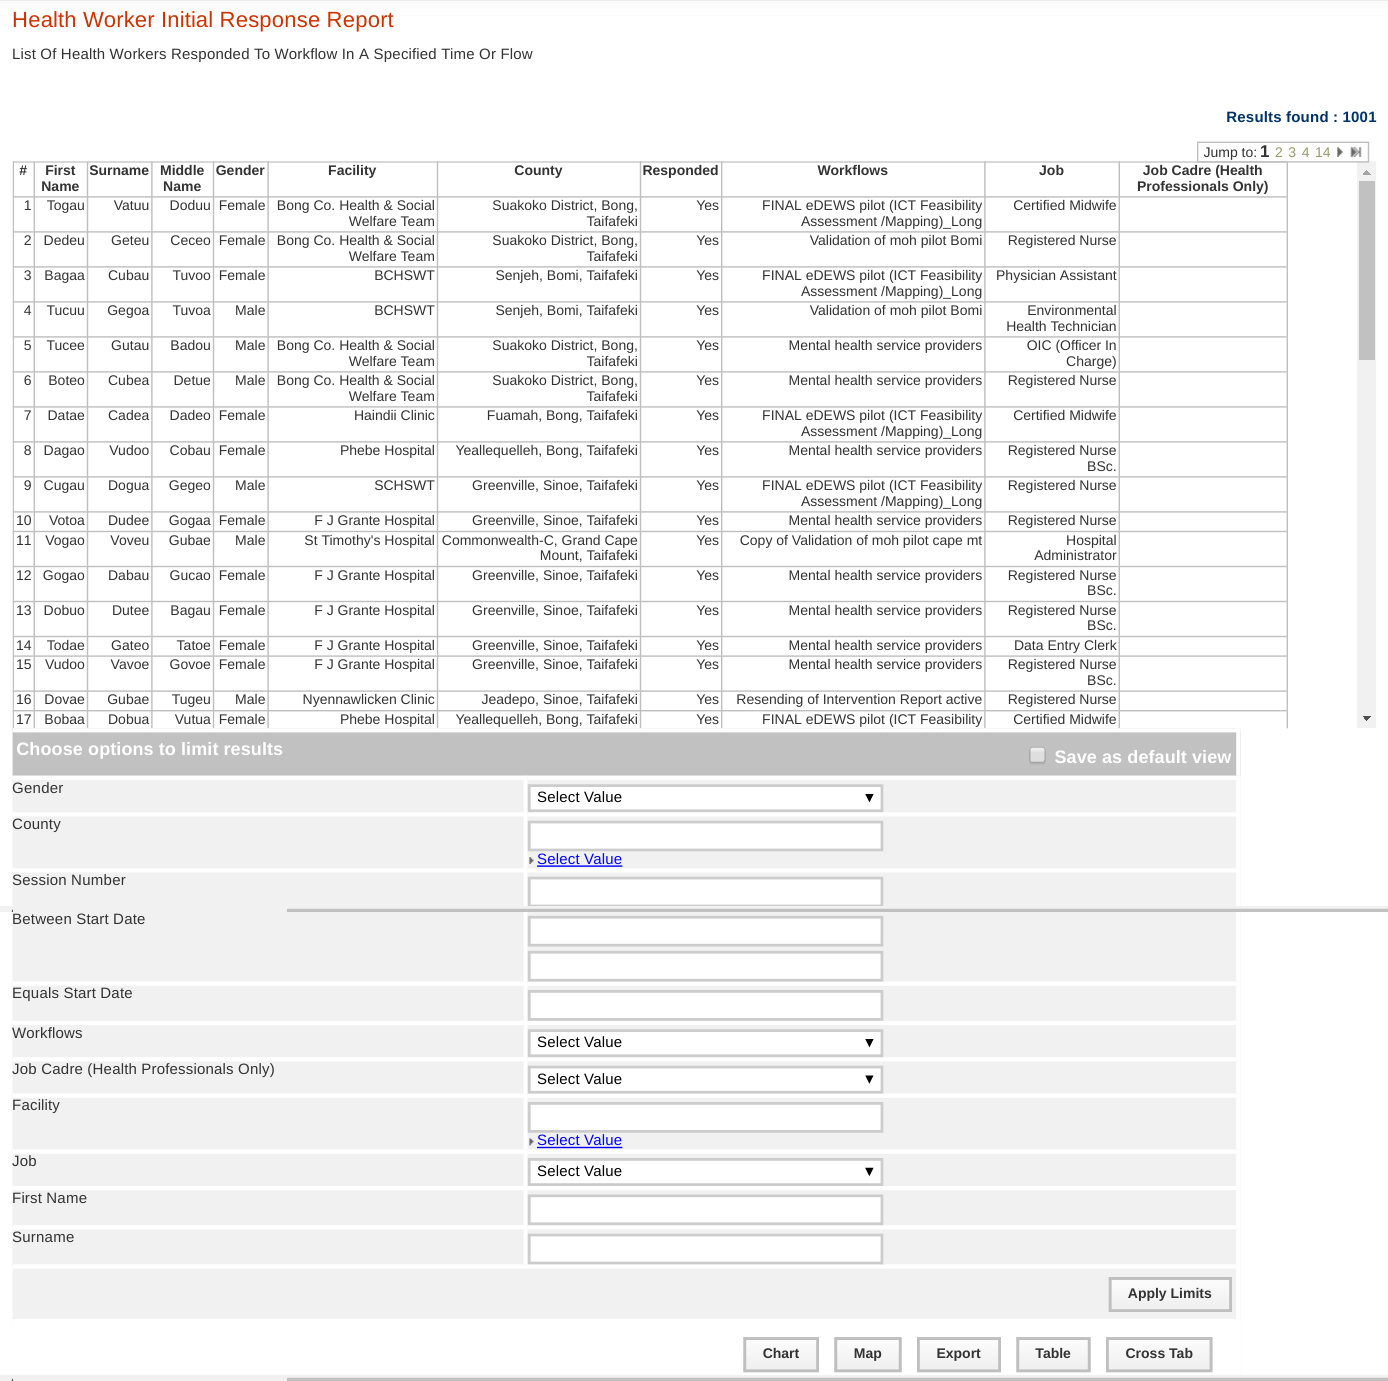 Health Worker Initial Response Report
List Of Health Workers Responded To Workflow In A Specified Time Or Flow
Results found : 1001
Jump to: 1 2 3 4 14
# First Name Surname Middle Name Gender Facility County Responded Workflows Job Job Cadre (Health Professionals Only)
1 Togau Vatuu Doduu Female Bong Co. Health & Social Welfare Team Suakoko District, Bong, Taifafeki Yes FINAL eDEWS pilot (ICT Feasibility Assessment /Mapping)_Long Certified Midwife
2 Dedeu Geteu Ceceo Female Bong Co. Health & Social Welfare Team Suakoko District, Bong, Taifafeki Yes Validation of moh pilot Bomi Registered Nurse
3 Bagaa Cubau Tuvoo Female BCHSWT Senjeh, Bomi, Taifafeki Yes FINAL eDEWS pilot (ICT Feasibility Assessment /Mapping)_Long Physician Assistant
4 Tucuu Gegoa Tuvoa Male BCHSWT Senjeh, Bomi, Taifafeki Yes Validation of moh pilot Bomi Environmental Health Technician
5 Tucee Gutau Badou Male Bong Co. Health & Social Welfare Team Suakoko District, Bong, Taifafeki Yes Mental health service providers OIC (Officer In Charge)
6 Boteo Cubea Detue Male Bong Co. Health & Social Welfare Team Suakoko District, Bong, Taifafeki Yes Mental health service providers Registered Nurse
7 Datae Cadea Dadeo Female Haindii Clinic Fuamah, Bong, Taifafeki Yes FINAL eDEWS pilot (ICT Feasibility Assessment /Mapping)_Long Certified Midwife
8 Dagao Vudoo Cobau Female Phebe Hospital Yeallequelleh, Bong, Taifafeki Yes Mental health service providers Registered Nurse BSc.
9 Cugau Dogua Gegeo Male SCHSWT Greenville, Sinoe, Taifafeki Yes FINAL eDEWS pilot (ICT Feasibility Assessment /Mapping)_Long Registered Nurse
10 Votoa Dudee Gogaa Female F J Grante Hospital Greenville, Sinoe, Taifafeki Yes Mental health service providers Registered Nurse
11 Vogao Voveu Gubae Male St Timothy's Hospital Commonwealth-C, Grand Cape Mount, Taifafeki Yes Copy of Validation of moh pilot cape mt Hospital Administrator
12 Gogao Dabau Gucao Female F J Grante Hospital Greenville, Sinoe, Taifafeki Yes Mental health service providers Registered Nurse BSc.
13 Dobuo Dutee Bagau Female F J Grante Hospital Greenville, Sinoe, Taifafeki Yes Mental health service providers Registered Nurse BSc.
14 Todae Gateo Tatoe Female F J Grante Hospital Greenville, Sinoe, Taifafeki Yes Mental health service providers Data Entry Clerk
15 Vudoo Vavoe Govoe Female F J Grante Hospital Greenville, Sinoe, Taifafeki Yes Mental health service providers Registered Nurse BSc.
16 Dovae Gubae Tugeu Male Nyennawlicken Clinic Jeadepo, Sinoe, Taifafeki Yes Resending of Intervention Report active Registered Nurse
17 Bobaa Dobua Vutua Female Phebe Hospital Yeallequelleh, Bong, Taifafeki Yes FINAL eDEWS pilot (ICT Feasibility Certified Midwife
Choose options to limit results
Save as default view
Gender Select Value
County
Select Value
Session Number
Between Start Date
Equals Start Date
Workflows Select Value
Job Cadre (Health Professionals Only) Select Value
Facility
Select Value
Job Select Value
First Name
Surname
Apply Limits
Chart Map Export Table Cross Tab